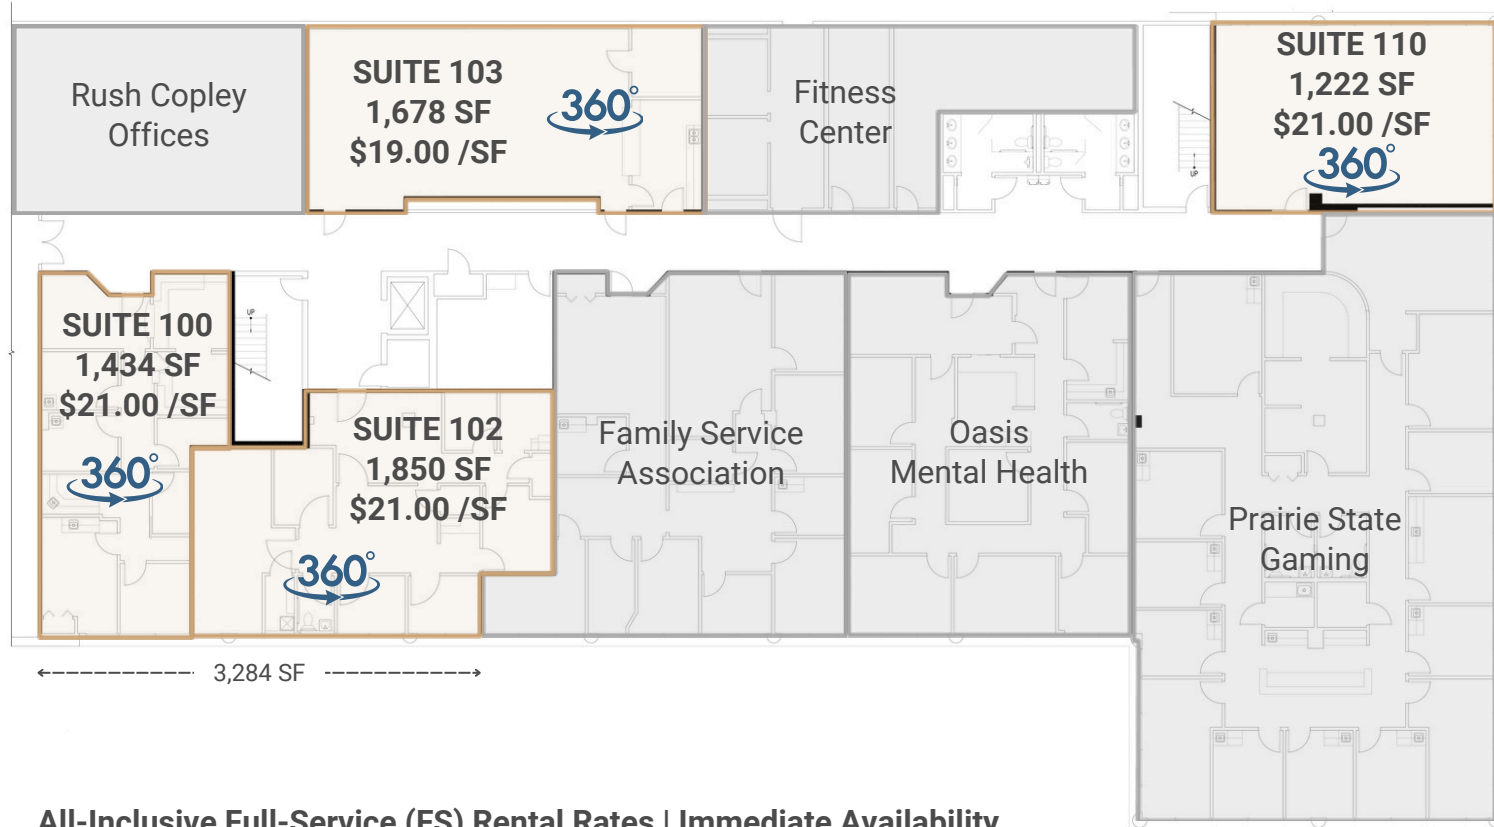 Rush Copley
Offices
SUITE 103
1,678 SF
$19.00 /SF
360°
Fitness
Center
SUITE 110
1,222 SF
$21.00 /SF
360°
UP
SUITE 100
1,434 SF
$21.00 /SF
360°
UP
SUITE 102
1,850 SF
$21.00 /SF
360°
Family Service
Association
Oasis
Mental Health
Prairie State
Gaming
3,284 SF
All-Inclusive Full-Service (FS) Rental Rates | Immediate Availability